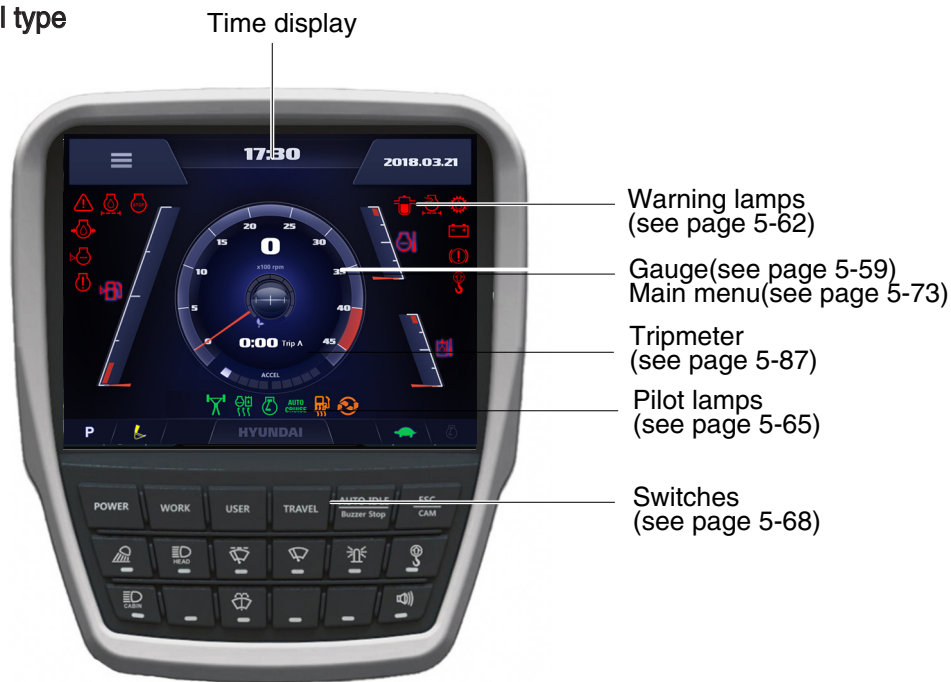 l type
Time display
17:30
2018.03.21
STOP
Warning lamps
(see page 5-62)
Gauge(see page 5-59)
Main menu(see page 5-73)
Tripmeter
(see page 5-87)
Pilot lamps
(see page 5-65)
Switches
(see page 5-68)
20 25
15 0 30
x100 rpm
10 35
5 40
0 45
0:00 Trip A
ACCEL
AUTO
CRUISE
P
HYUNDAI
POWER WORK USER TRAVEL AUTO IDLE ESC
Buzzer Stop CAM
HEAD
CABIN